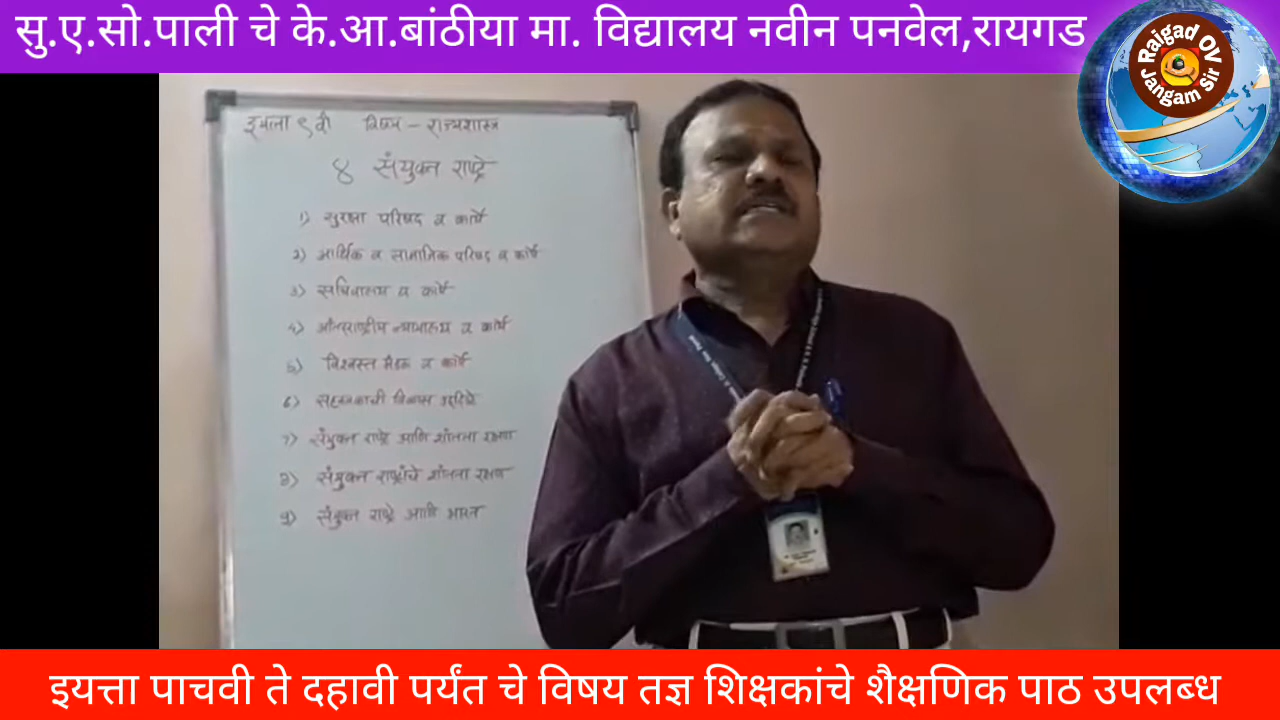 सु.ए.सो.पाली चे के.आ.बांठीया मा. विद्यालय नवीन पनवेल,रायगड
Raigad OV
Jangam Sir
इयत्ता ९ वी विषय - राज्यशास्त्र
४ संयुक्त राष्ट्रे
१) सुरक्षा परिषद व कार्ये
२) आर्थिक व सामाजिक परिषद व कार्ये
३) सचिवालय व कार्ये
४) आंतरराष्ट्रीय न्यायालय व कार्ये
५) विश्वस्त मंडळ व कार्ये
६) सहस्रकाची विकास उद्दिष्टे
७) संयुक्त राष्ट्रे आणि शांतता रक्षण
८) संयुक्त राष्ट्रांचे शांतता रक्षण
९) संयुक्त राष्ट्रे आणि भारत
इयत्ता पाचवी ते दहावी पर्यंत चे विषय तज्ञ शिक्षकांचे शैक्षणिक पाठ उपलब्ध